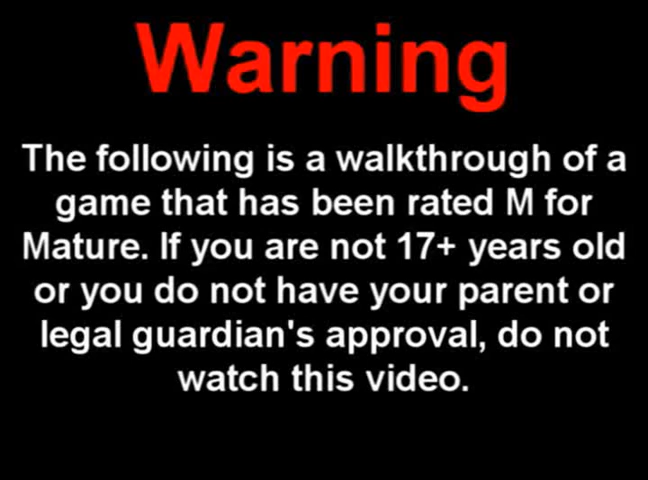 Warning
The following is a walkthrough of a
game that has been rated M for
Mature. If you are not 17+ years old
or you do not have your parent or
legal guardian's approval, do not
watch this video.